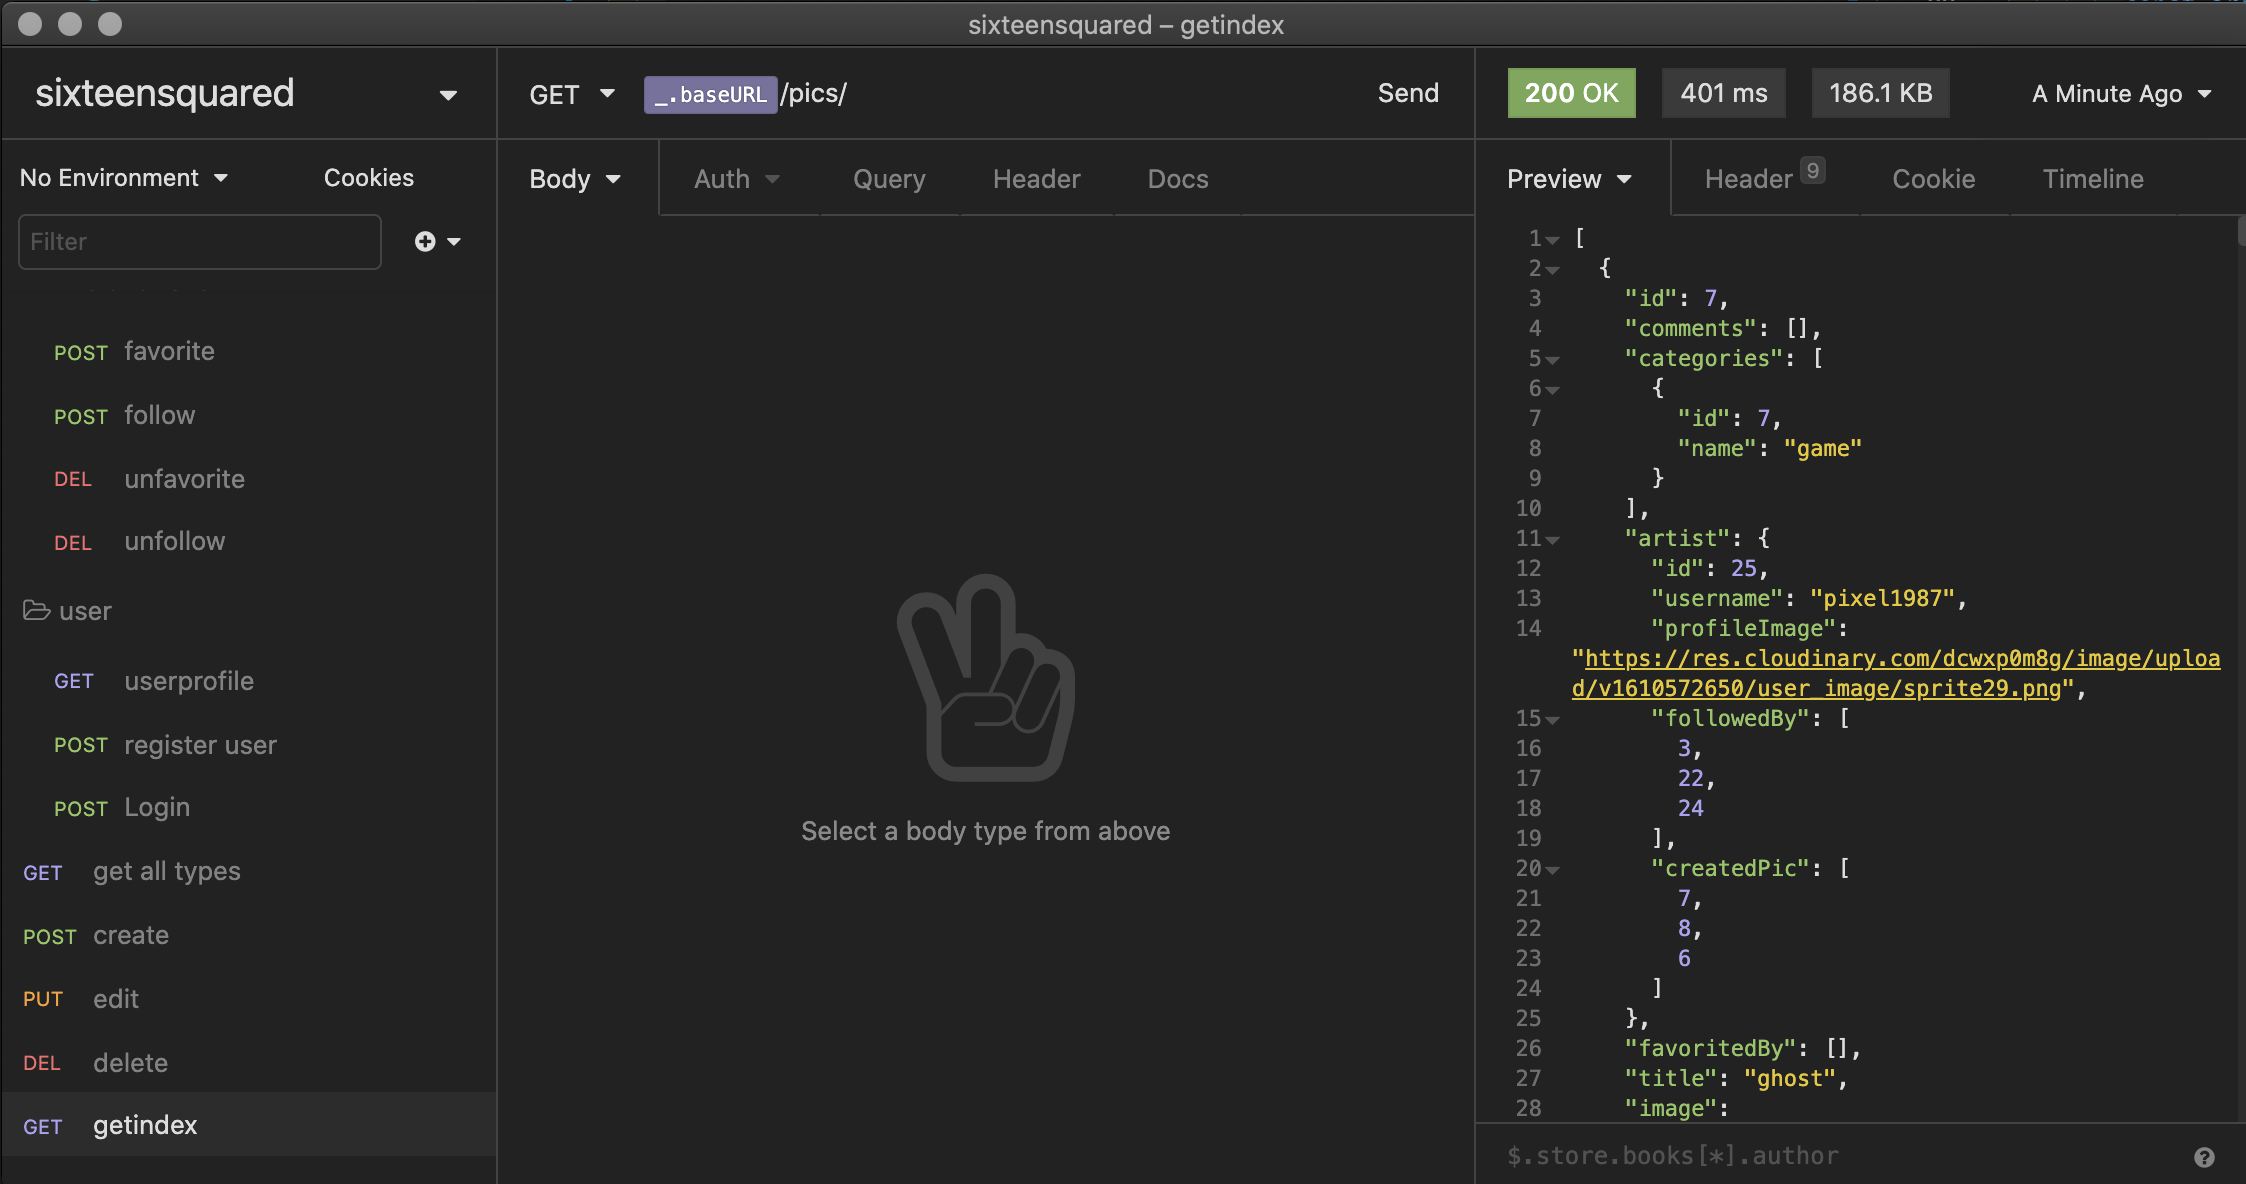 sixteensquared – getindex
sixteensquared
GET _.baseURL/pics/ Send
200 OK 401 ms 186.1 KB A Minute Ago
No Environment Cookies
Filter
POST favorite
POST follow
DEL unfavorite
DEL unfollow
user
GET userprofile
POST register user
POST Login
GET get all types
POST create
PUT edit
DEL delete
GET getindex
Body Auth Query Header Docs
Select a body type from above
Preview Header 9 Cookie Timeline
1 [
2 {
3 "id": 7,
4 "comments": [],
5 "categories": [
6 {
7 "id": 7,
8 "name": "game"
9 }
10 ],
11 "artist": {
12 "id": 25,
13 "username": "pixel1987",
14 "profileImage":
"https://res.cloudinary.com/dcwxp0m8g/image/uploa
d/v1610572650/user_image/sprite29.png",
15 "followedBy": [
16 3,
17 22,
18 24
19 ],
20 "createdPic": [
21 7,
22 8,
23 6
24 ]
25 },
26 "favoritedBy": [],
27 "title": "ghost",
28 "image":
$.store.books[*].author